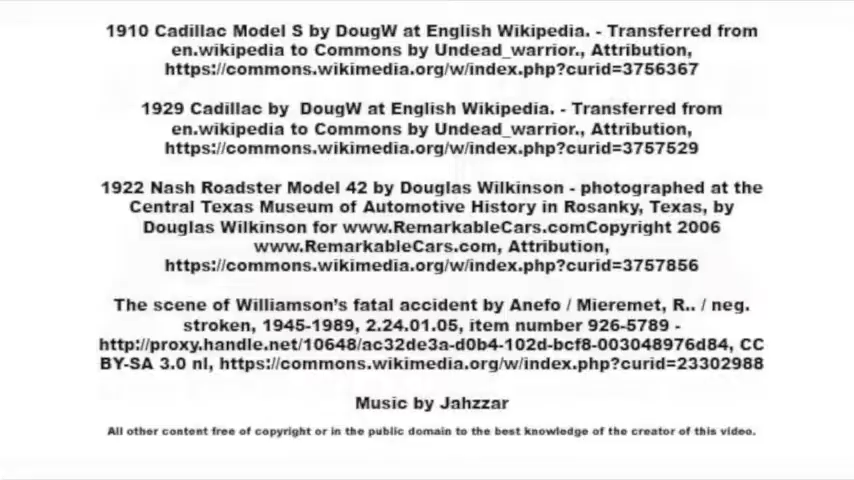 1910 Cadillac Model S by DougW at English Wikipedia. - Transferred from
en.wikipedia to Commons by Undead_warrior., Attribution,
https://commons.wikimedia.org/w/index.php?curid=3756367
1929 Cadillac by DougW at English Wikipedia. - Transferred from
en.wikipedia to Commons by Undead_warrior., Attribution,
https://commons.wikimedia.org/w/index.php?curid=3757529
1922 Nash Roadster Model 42 by Douglas Wilkinson - photographed at the
Central Texas Museum of Automotive History in Rosanky, Texas, by
Douglas Wilkinson for www.RemarkableCars.comCopyright 2006
www.RemarkableCars.com, Attribution,
https://commons.wikimedia.org/w/index.php?curid=3757856
The scene of Williamson's fatal accident by Anefo / Mieremet, R.. / neg.
stroken, 1945-1989, 2.24.01.05, item number 926-5789 -
http://proxy.handle.net/10648/ac32de3a-d0b4-102d-bcf8-003048976d84, CC
BY-SA 3.0 nl, https://commons.wikimedia.org/w/index.php?curid=23302988
Music by Jahzzar
All other content free of copyright or in the public domain to the best knowledge of the creator of this video.